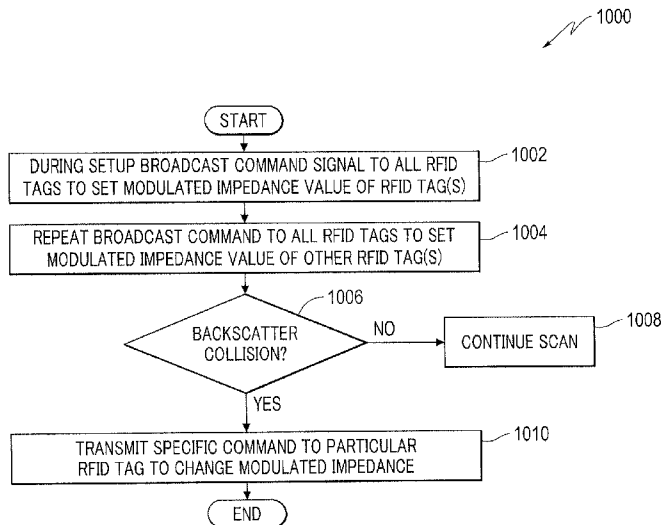 1000
START
DURING SETUP BROADCAST COMMAND SIGNAL TO ALL RFID
TAGS TO SET MODULATED IMPEDANCE VALUE OF RFID TAG(S)
1002
REPEAT BROADCAST COMMAND TO ALL RFID TAGS TO SET
MODULATED IMPEDANCE VALUE OF OTHER RFID TAG(S)
1004
1006
BACKSCATTER
COLLISION?
NO
CONTINUE SCAN
1008
YES
TRANSMIT SPECIFIC COMMAND TO PARTICULAR
RFID TAG TO CHANGE MODULATED IMPEDANCE
1010
END